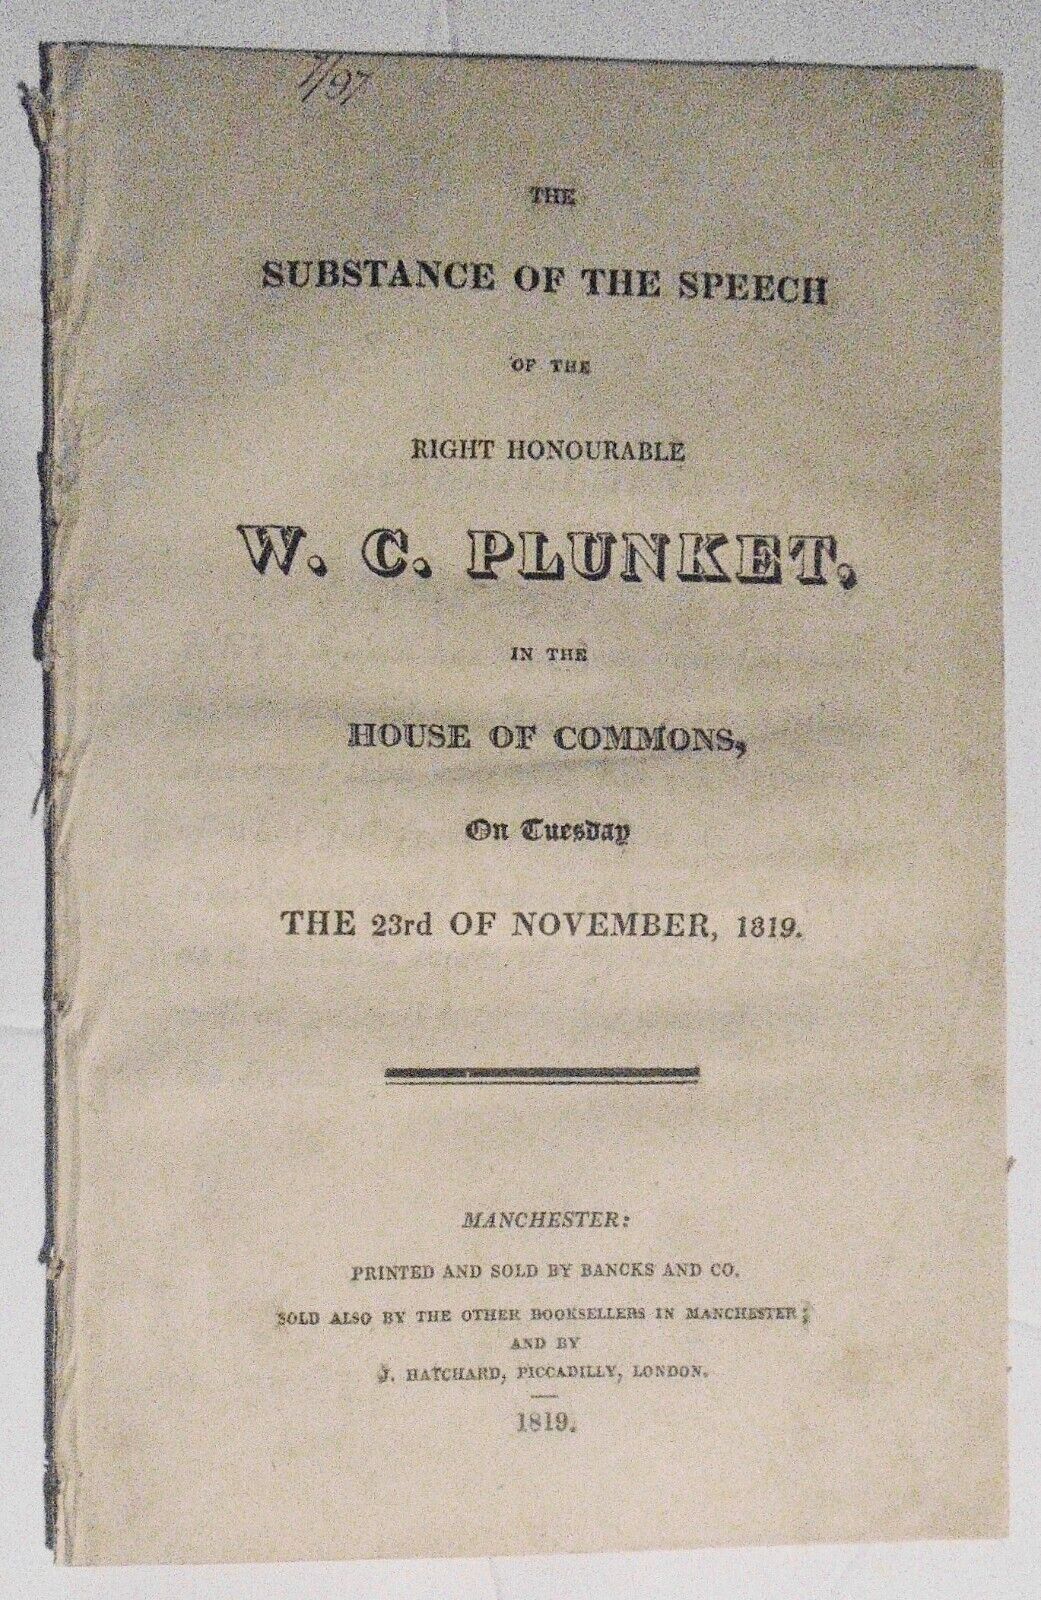 7/97
THE
SUBSTANCE OF THE SPEECH
OF THE
RIGHT HONOURABLE
W. C. PLUNKET,
IN THE
HOUSE OF COMMONS,
On Tuesday
THE 23rd OF NOVEMBER, 1819.
MANCHESTER:
PRINTED AND SOLD BY BANCKS AND CO.
SOLD ALSO BY THE OTHER BOOKSELLERS IN MANCHESTER;
AND BY
J. HATCHARD, PICCADILLY, LONDON.
1819.